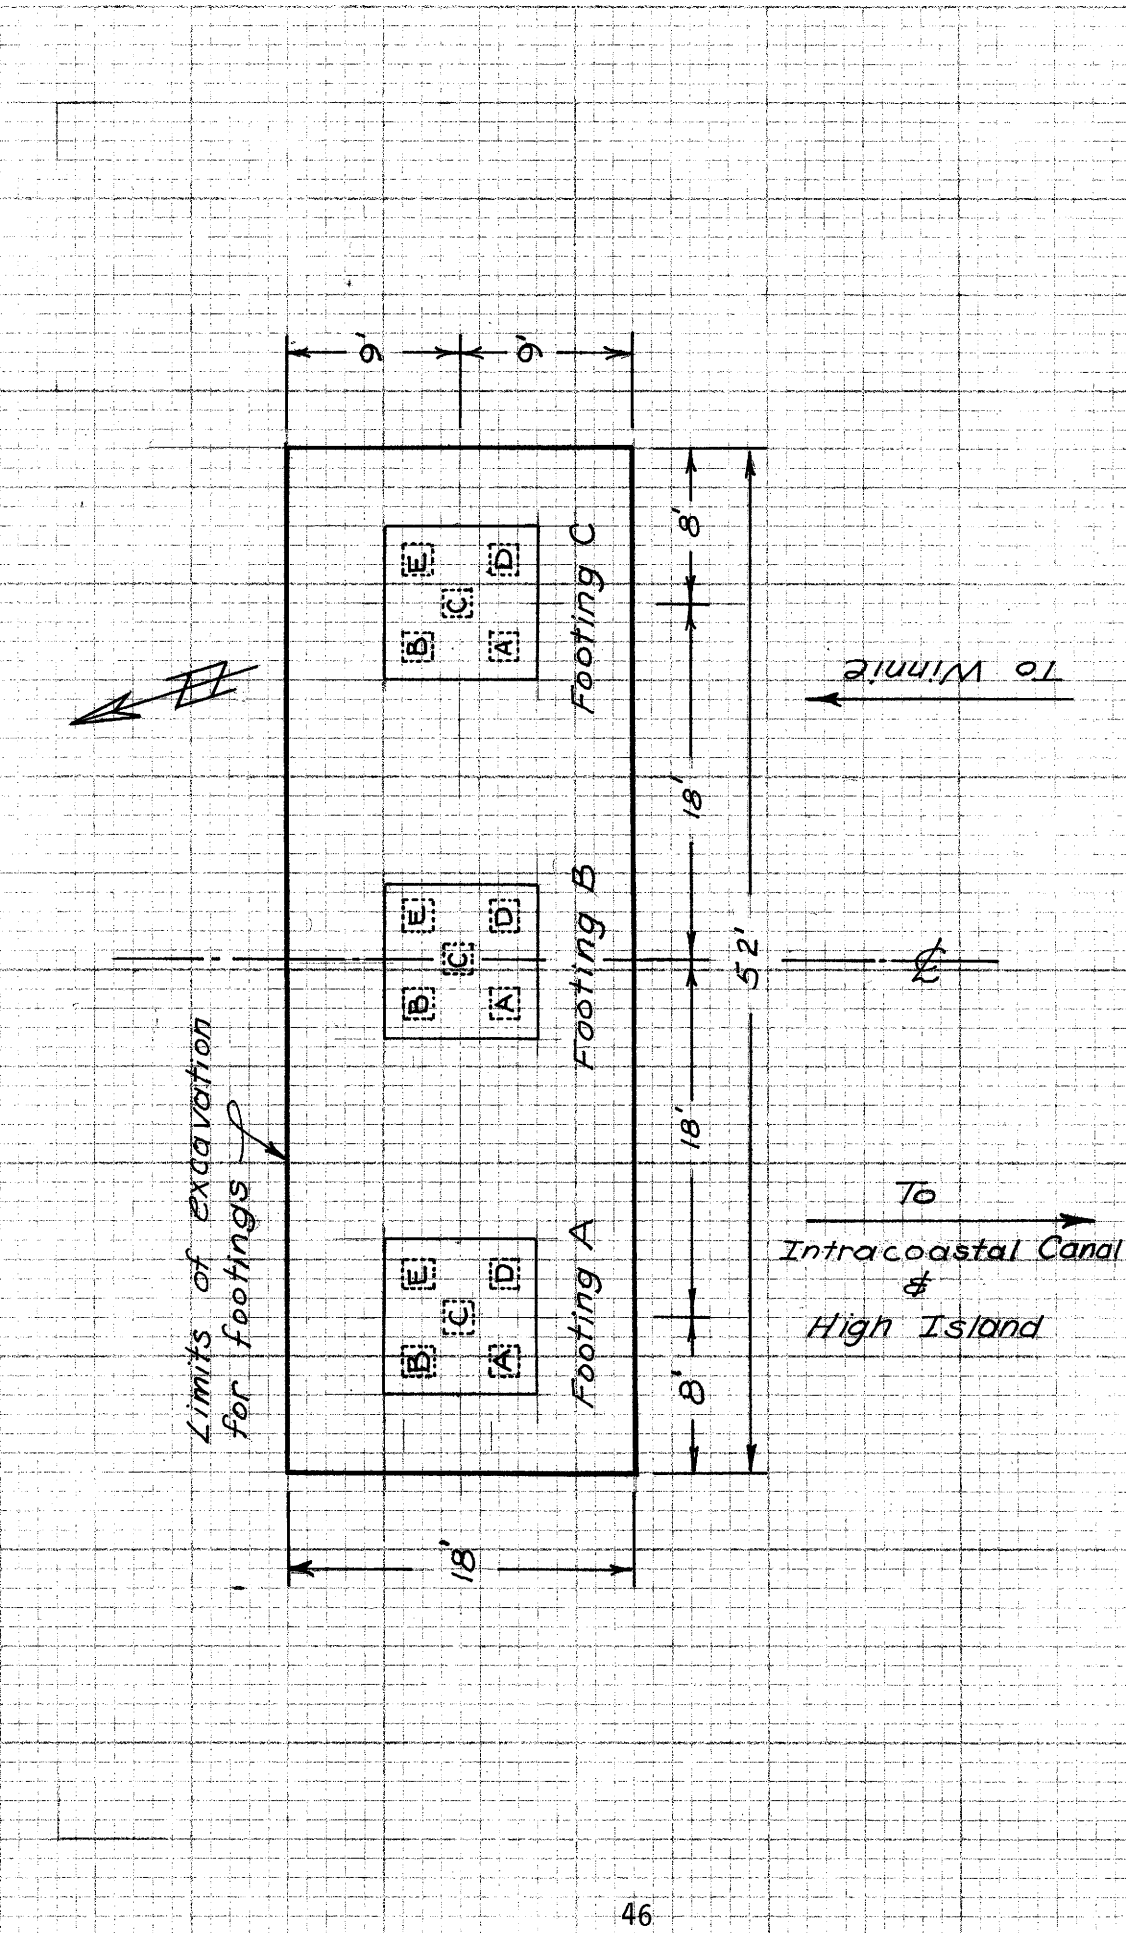 Limits of excavation
for footings
N
9'
9'
B
E
C
A
D
Footing A
B
E
C
A
D
Footing B
B
E
C
A
D
Footing C
8'
18'
18'
8'
52'
18'
℄
To Winnie
To
Intracoastal Canal
&
High Island
46